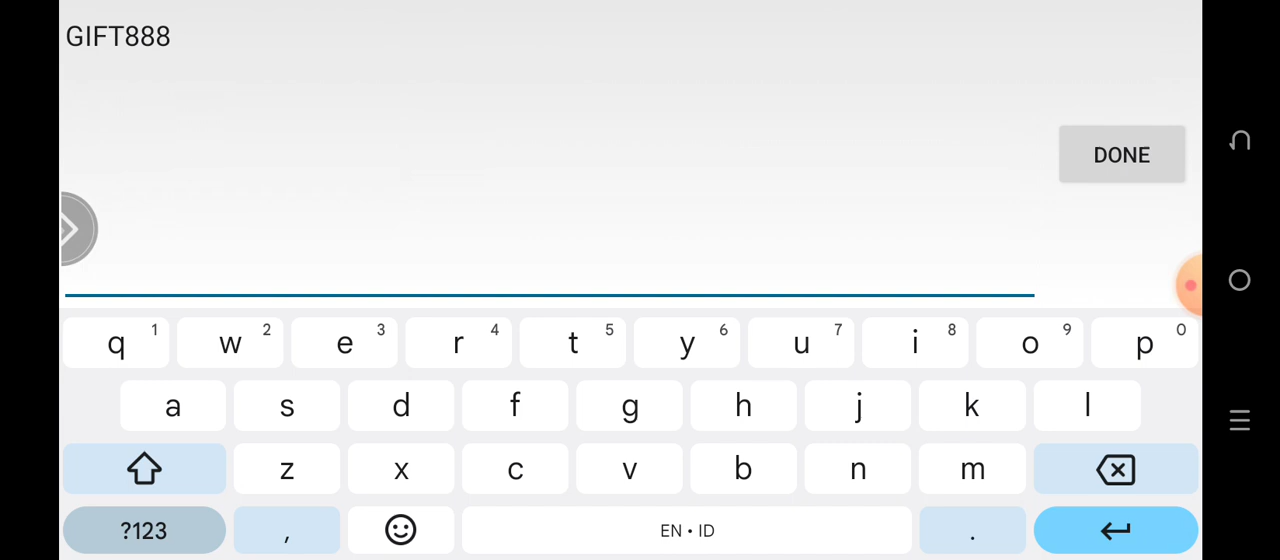 GIFT888
DONE
q 1 w 2 e 3 r 4 t 5 y 6 u 7 i 8 o 9 p 0
a s d f g h j k l
z x c v b n m
?123 , EN • ID .